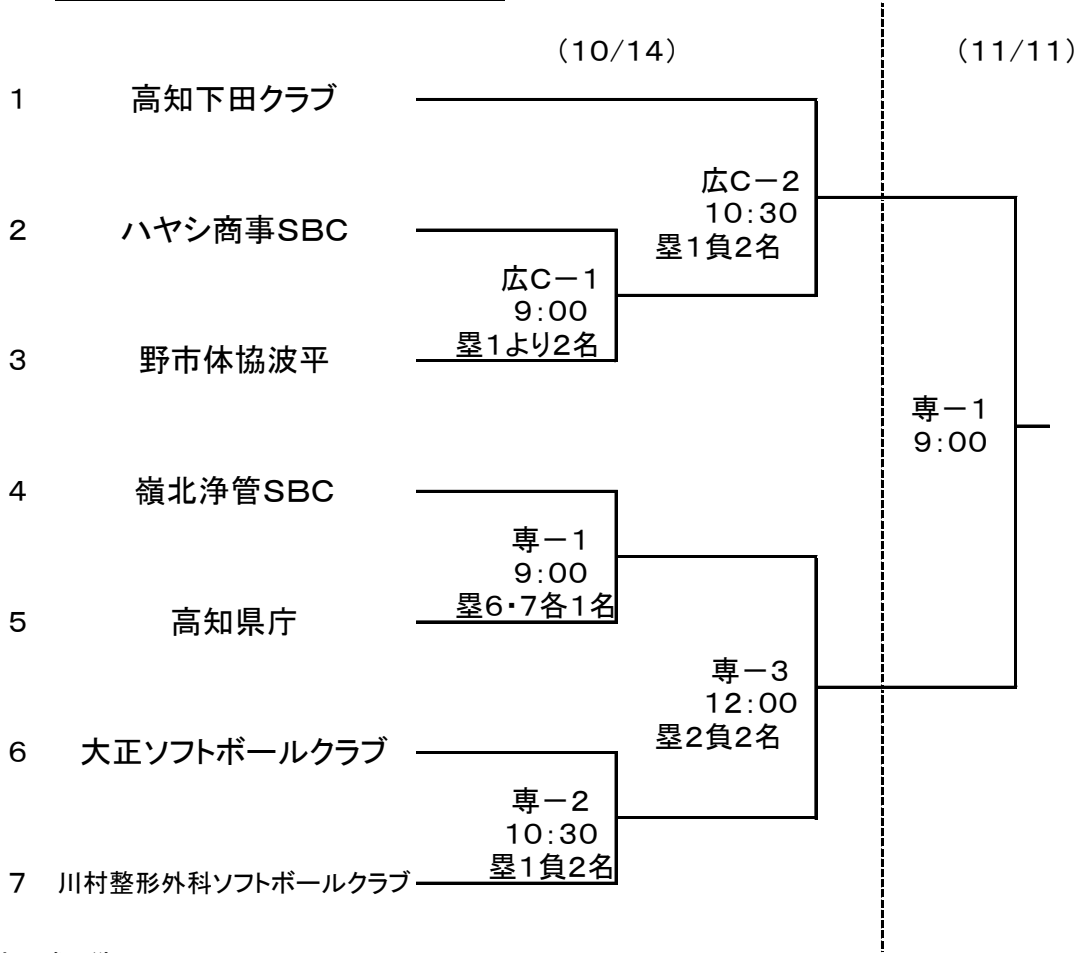 （10/14）
（11/11）
1 高知下田クラブ
広C－2
10:30
塁1負2名
2 ハヤシ商事SBC
広C－1
9:00
塁1より2名
3 野市体協波平
専－1
9:00
4 嶺北浄管SBC
専－1
9:00
塁6・7各1名
5 高知県庁
専－3
12:00
塁2負2名
6 大正ソフトボールクラブ
専－2
10:30
塁1負2名
7 川村整形外科ソフトボールクラブ